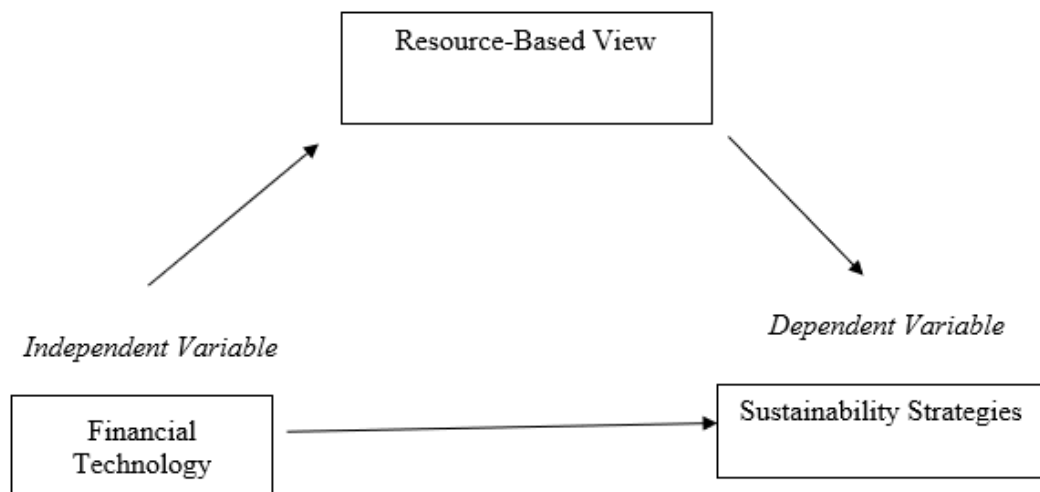 Resource-Based View
Independent Variable
Dependent Variable
Financial
Technology
Sustainability Strategies